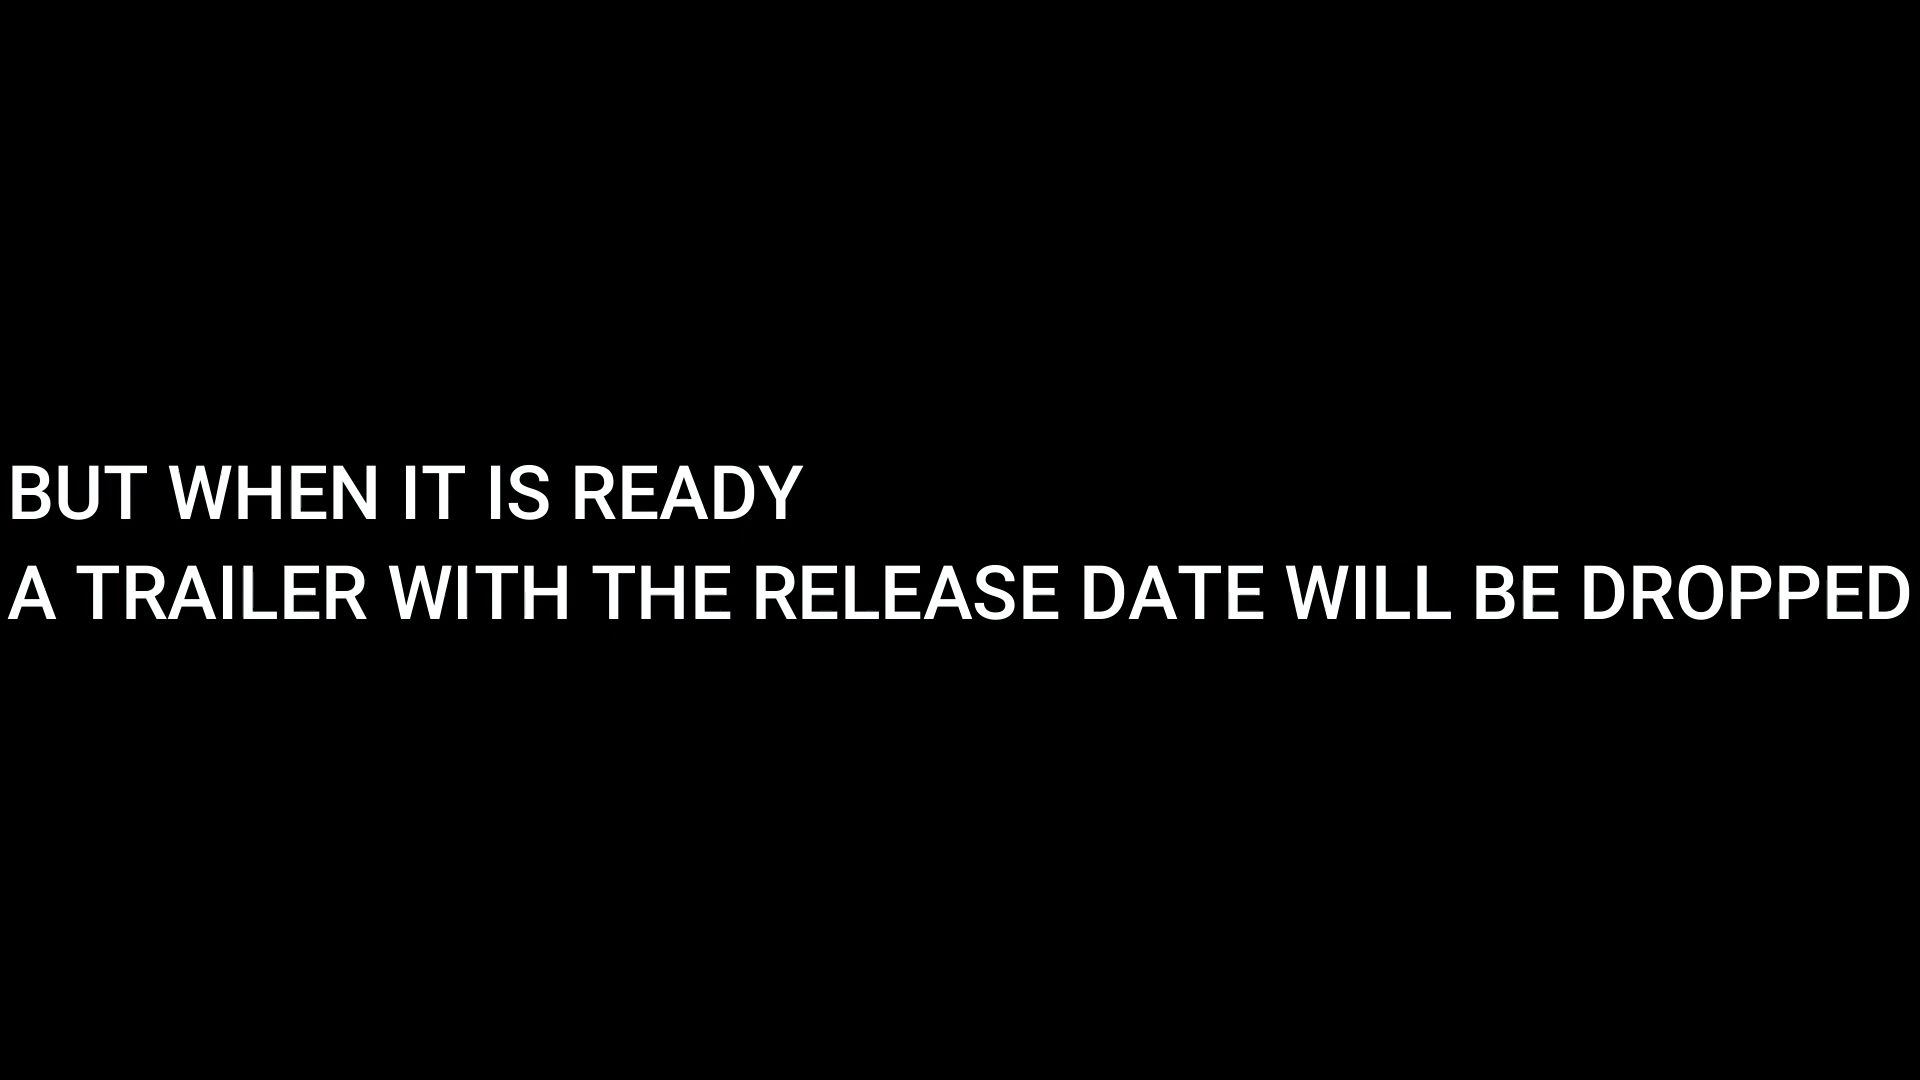 BUT WHEN IT IS READY
A TRAILER WITH THE RELEASE DATE WILL BE DROPPED